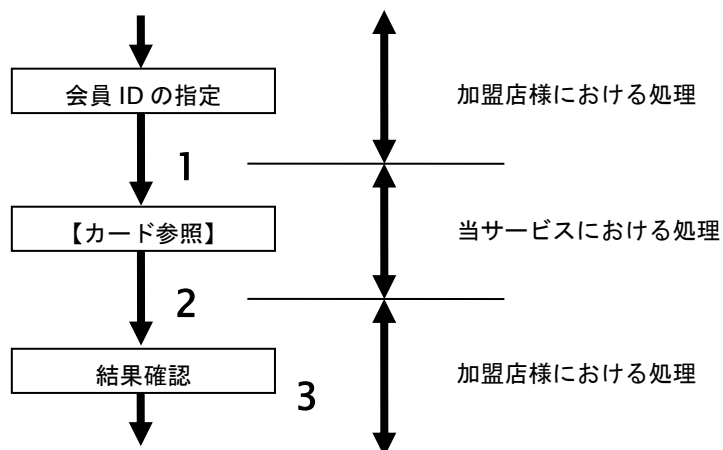 会員 ID の指定
加盟店様における処理
1
【カード参照】
当サービスにおける処理
2
結果確認
加盟店様における処理
3